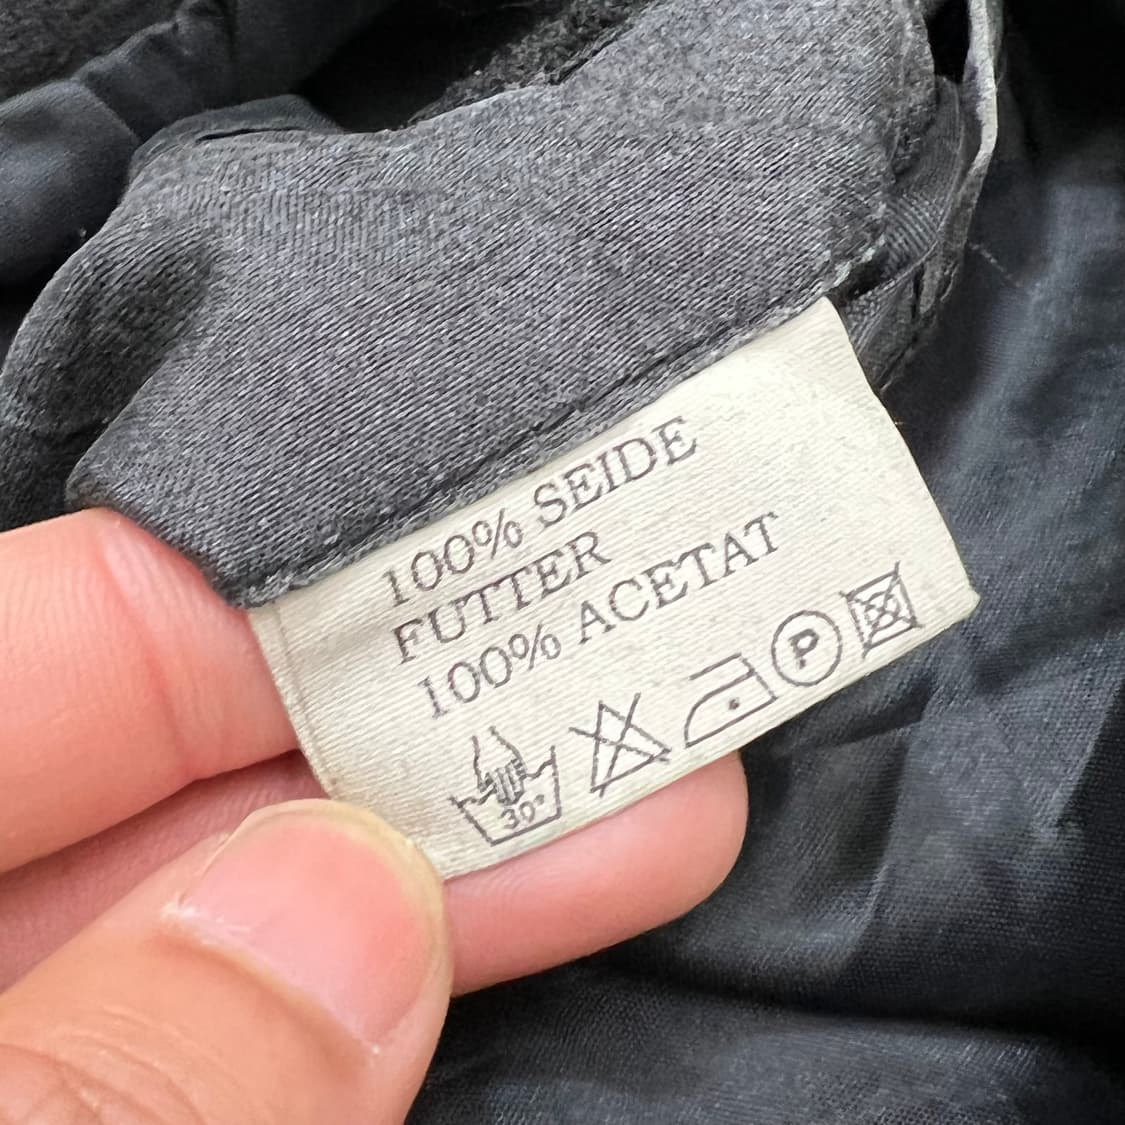 100% SEIDE
FUTTER
100% ACETAT
30°
P